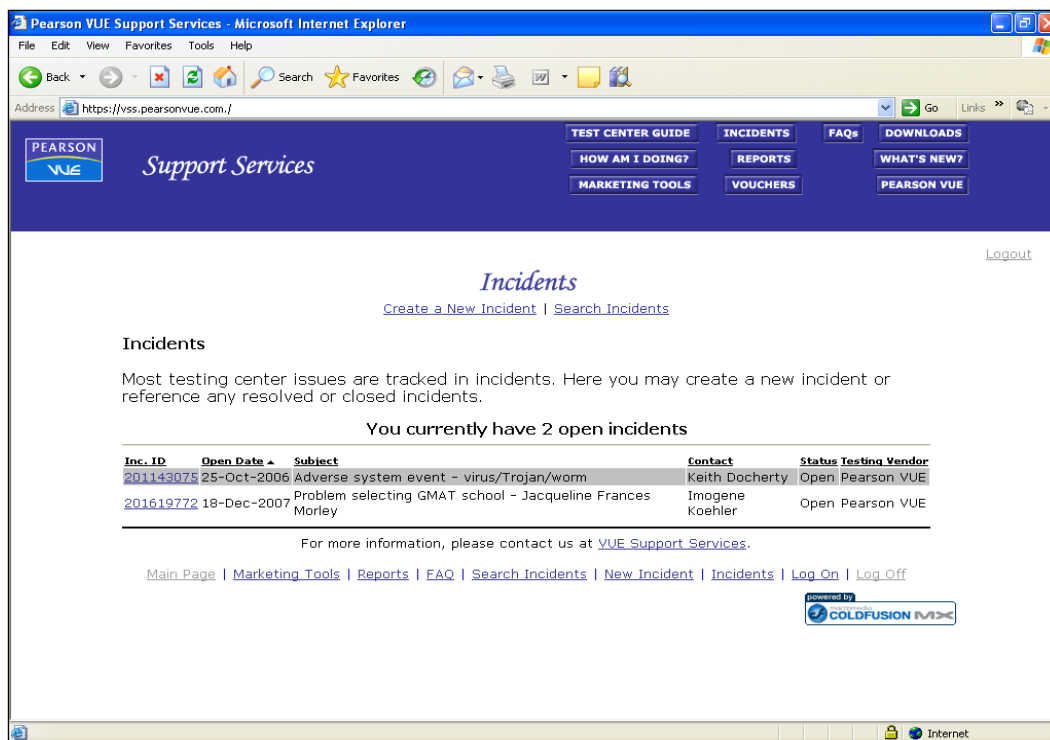 Pearson VUE Support Services - Microsoft Internet Explorer
File Edit View Favorites Tools Help
Back Search Favorites
Address https://vss.pearsonvue.com./ Go Links »
PEARSON
VUE
Support Services
TEST CENTER GUIDE INCIDENTS FAQs DOWNLOADS
HOW AM I DOING? REPORTS WHAT'S NEW?
MARKETING TOOLS VOUCHERS PEARSON VUE
Logout
Incidents
Create a New Incident | Search Incidents
Incidents
Most testing center issues are tracked in incidents. Here you may create a new incident or
reference any resolved or closed incidents.
You currently have 2 open incidents
Inc. ID Open Date Subject Contact Status Testing Vendor
201143075 25-Oct-2006 Adverse system event - virus/Trojan/worm Keith Docherty Open Pearson VUE
201619772 18-Dec-2007 Problem selecting GMAT school - Jacqueline Frances Morley Imogene Koehler Open Pearson VUE
For more information, please contact us at VUE Support Services.
Main Page | Marketing Tools | Reports | FAQ | Search Incidents | New Incident | Incidents | Log On | Log Off
powered by
macromedia
COLDFUSION MX
Internet